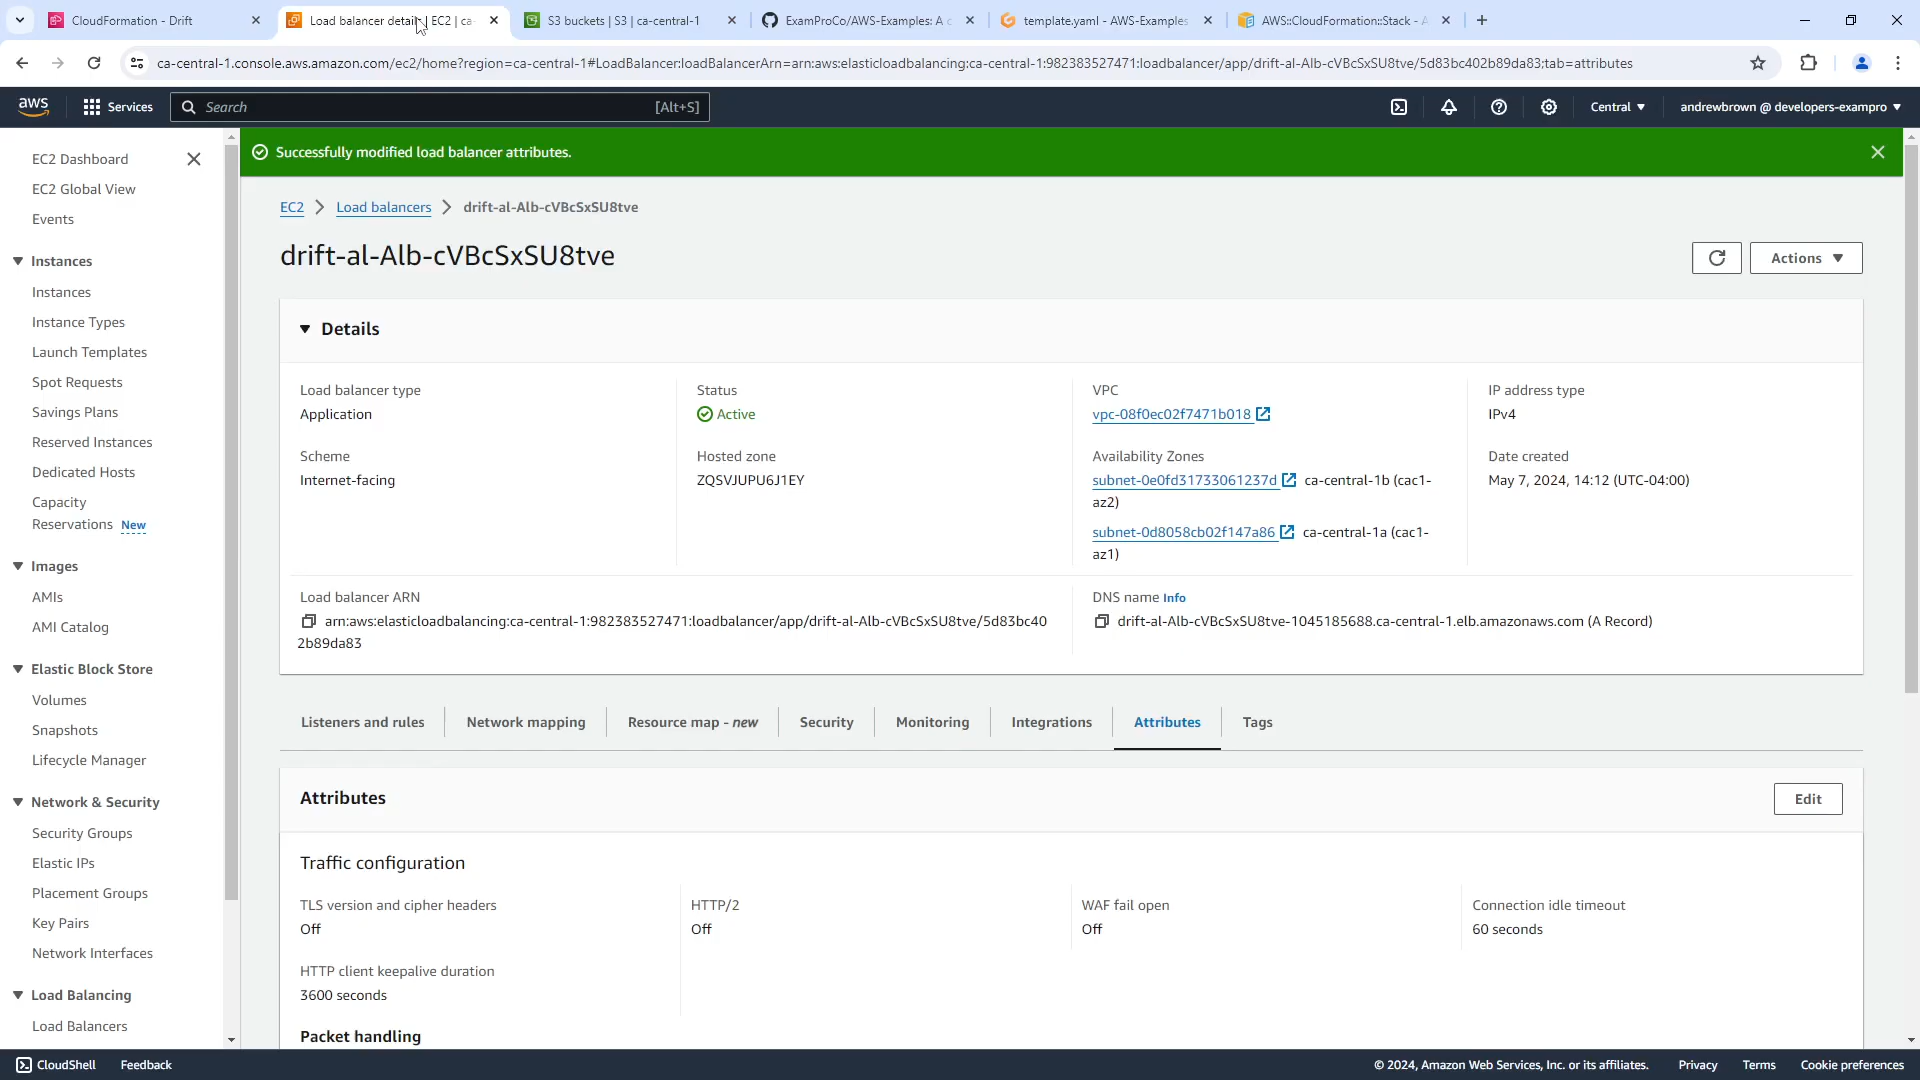 CloudFormation - Drift
Load balancer details | EC2 | ca-
S3 buckets | S3 | ca-central-1
ExamProCo/AWS-Examples: A c
template.yaml - AWS-Examples
AWS::CloudFormation::Stack - A
ca-central-1.console.aws.amazon.com/ec2/home?region=ca-central-1#LoadBalancer:loadBalancerArn=arn:aws:elasticloadbalancing:ca-central-1:982383527471:loadbalancer/app/drift-al-Alb-cVBcSxSU8tve/5d83bc402b89da83;tab=attributes
aws
Services
Search
[Alt+S]
Central
andrewbrown @ developers-exampro
EC2 Dashboard
EC2 Global View
Events
Instances
Instances
Instance Types
Launch Templates
Spot Requests
Savings Plans
Reserved Instances
Dedicated Hosts
Capacity
Reservations New
Images
AMIs
AMI Catalog
Elastic Block Store
Volumes
Snapshots
Lifecycle Manager
Network & Security
Security Groups
Elastic IPs
Placement Groups
Key Pairs
Network Interfaces
Load Balancing
Load Balancers
Successfully modified load balancer attributes.
EC2
Load balancers
drift-al-Alb-cVBcSxSU8tve
drift-al-Alb-cVBcSxSU8tve
Actions
Details
Load balancer type
Application
Status
Active
VPC
vpc-08f0ec02f7471b018
IP address type
IPv4
Scheme
Internet-facing
Hosted zone
ZQSVJUPU6J1EY
Availability Zones
subnet-0e0fd31733061237d ca-central-1b (cac1-
az2)
subnet-0d8058cb02f147a86 ca-central-1a (cac1-
az1)
Date created
May 7, 2024, 14:12 (UTC-04:00)
Load balancer ARN
arn:aws:elasticloadbalancing:ca-central-1:982383527471:loadbalancer/app/drift-al-Alb-cVBcSxSU8tve/5d83bc40
2b89da83
DNS name Info
drift-al-Alb-cVBcSxSU8tve-1045185688.ca-central-1.elb.amazonaws.com (A Record)
Listeners and rules
Network mapping
Resource map - new
Security
Monitoring
Integrations
Attributes
Tags
Attributes
Edit
Traffic configuration
TLS version and cipher headers
Off
HTTP/2
Off
WAF fail open
Off
Connection idle timeout
60 seconds
HTTP client keepalive duration
3600 seconds
Packet handling
CloudShell
Feedback
© 2024, Amazon Web Services, Inc. or its affiliates.
Privacy
Terms
Cookie preferences